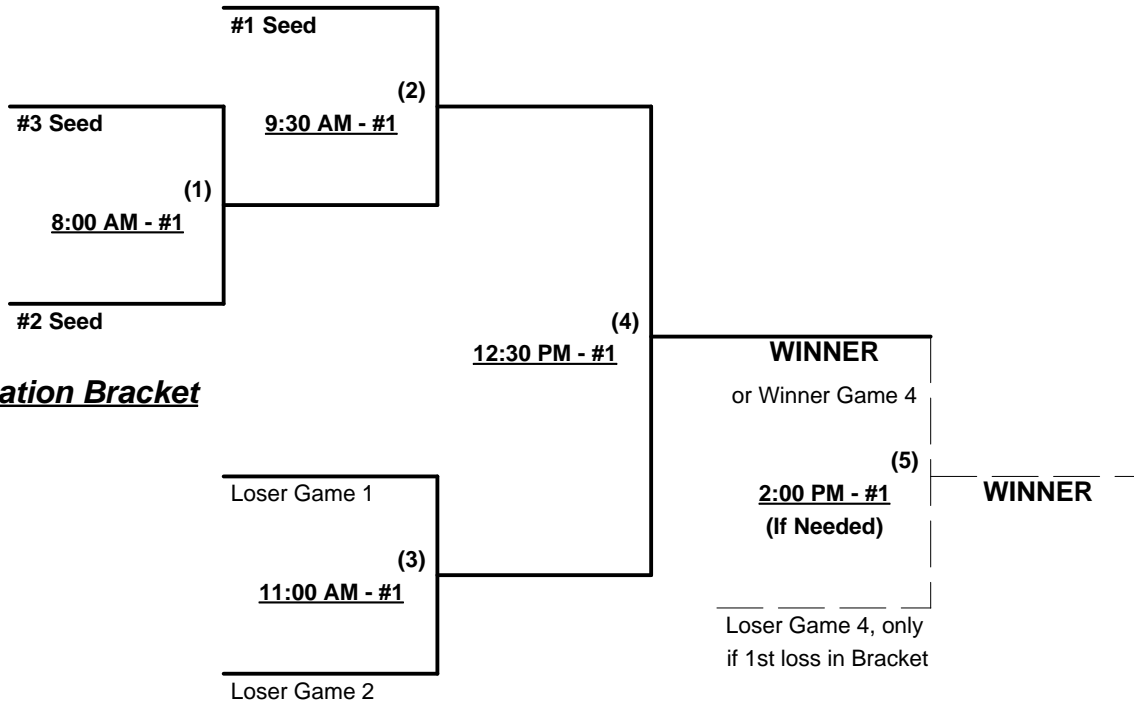 #1 Seed
(2)
#3 Seed
9:30 AM - #1
(1)
8:00 AM - #1
#2 Seed
(4)
12:30 PM - #1
WINNER
ation Bracket
or Winner Game 4
(5)
Loser Game 1
2:00 PM - #1
WINNER
(If Needed)
(3)
11:00 AM - #1
Loser Game 4, only
if 1st loss in Bracket
Loser Game 2